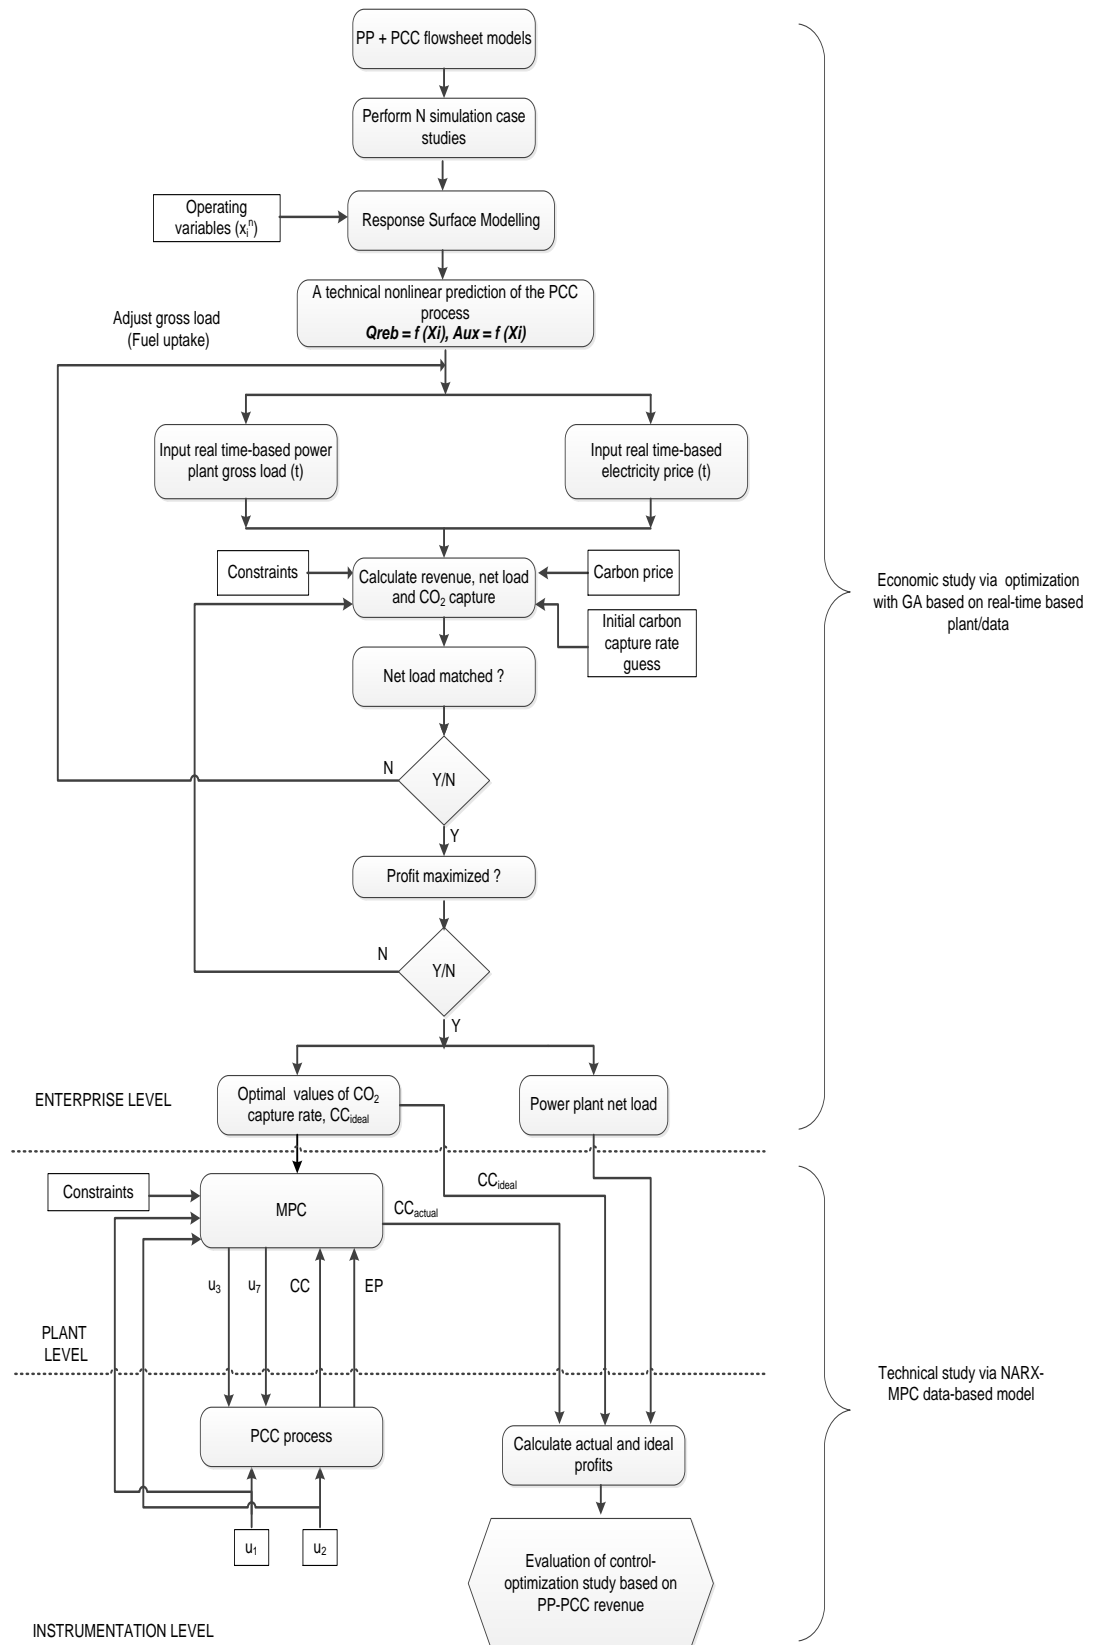 PP + PCC flowsheet models
Perform N simulation case
studies
Operating
variables (xᵢⁿ)
Response Surface Modelling
A technical nonlinear prediction of the PCC
process
Qreb = f (Xi), Aux = f (Xi)
Adjust gross load
(Fuel uptake)
Input real time-based power
plant gross load (t)
Input real time-based
electricity price (t)
Constraints
Calculate revenue, net load
and CO₂ capture
Carbon price
Initial carbon
capture rate
guess
Economic study via optimization
with GA based on real-time based
plant/data
Net load matched ?
N
Y/N
Y
Profit maximized ?
N
Y/N
Y
ENTERPRISE LEVEL
Optimal values of CO₂
capture rate, CCideal
Power plant net load
Constraints
MPC
CCideal
CCactual
u₃
u₇
CC
EP
PLANT
LEVEL
Technical study via NARX-
MPC data-based model
PCC process
Calculate actual and ideal
profits
u₁
u₂
Evaluation of control-
optimization study based on
PP-PCC revenue
INSTRUMENTATION LEVEL